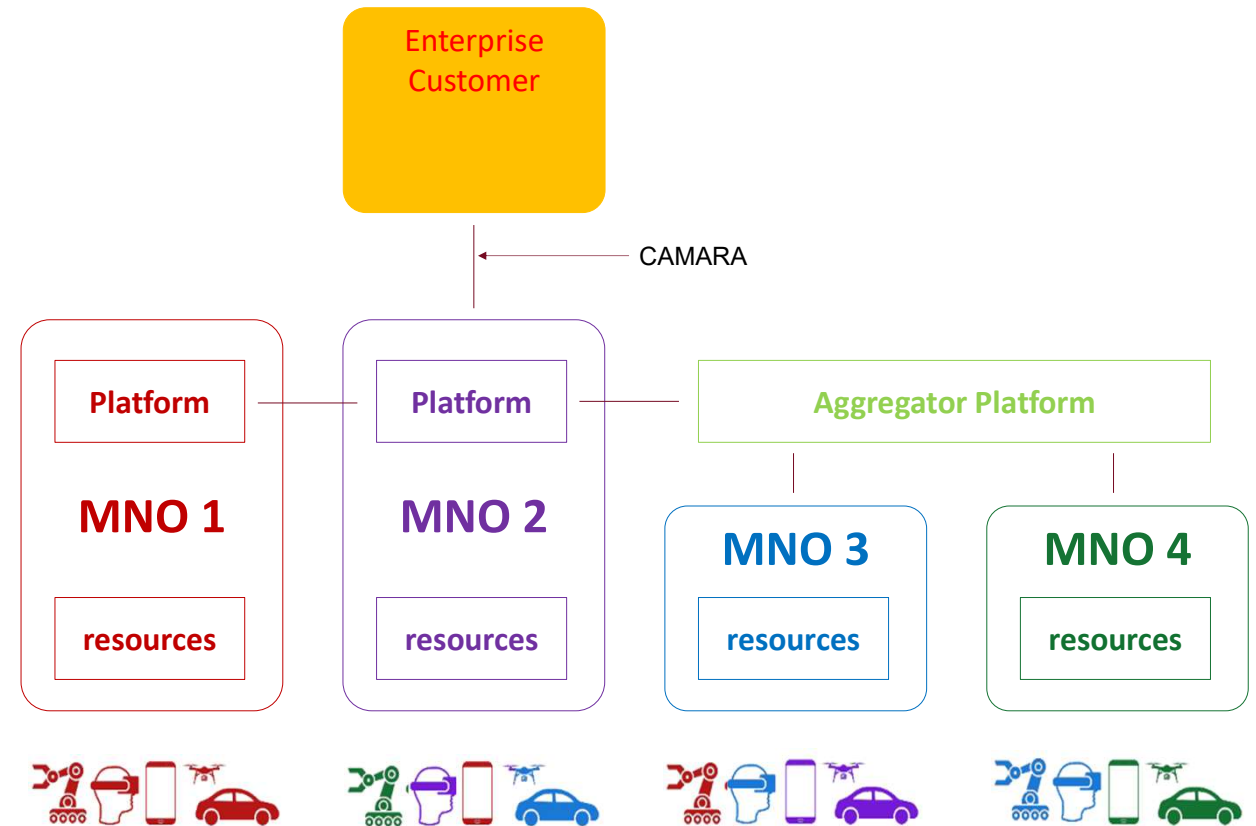 Enterprise
Customer
CAMARA
Platform
Platform
Aggregator Platform
MNO 1
MNO 2
MNO 3
MNO 4
resources
resources
resources
resources